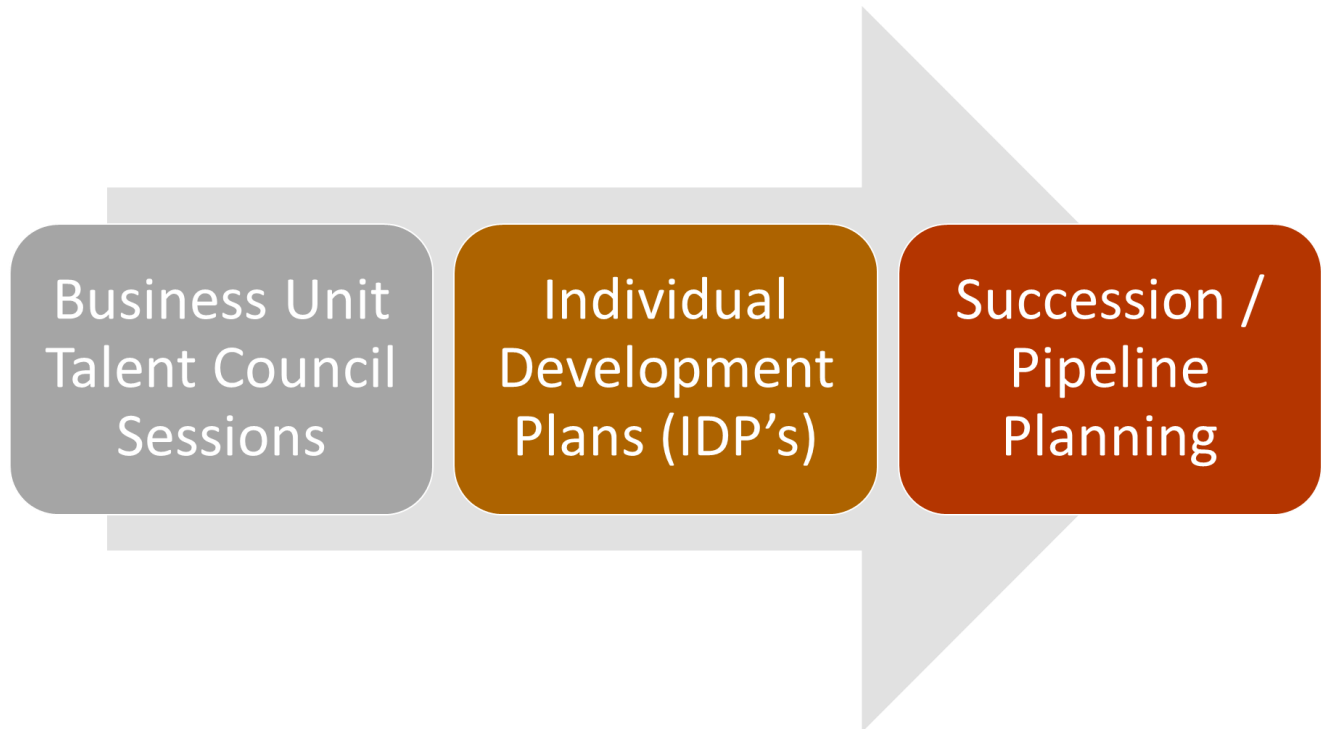 Business Unit
Talent Council
Sessions
Individual
Development
Plans (IDP’s)
Succession /
Pipeline
Planning